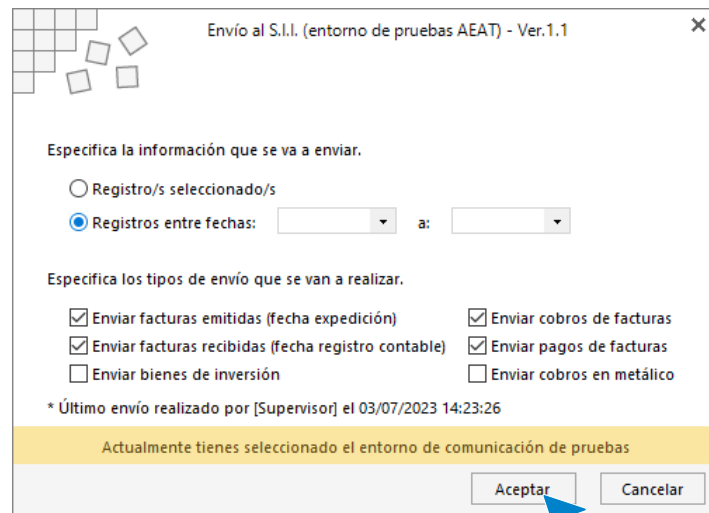 Envío al S.I.I. (entorno de pruebas AEAT) - Ver.1.1
Especifica la información que se va a enviar.
Registro/s seleccionado/s
Registros entre fechas: a:
Especifica los tipos de envío que se van a realizar.
Enviar facturas emitidas (fecha expedición) Enviar cobros de facturas
Enviar facturas recibidas (fecha registro contable) Enviar pagos de facturas
Enviar bienes de inversión Enviar cobros en metálico
* Último envío realizado por [Supervisor] el 03/07/2023 14:23:26
Actualmente tienes seleccionado el entorno de comunicación de pruebas
Aceptar Cancelar